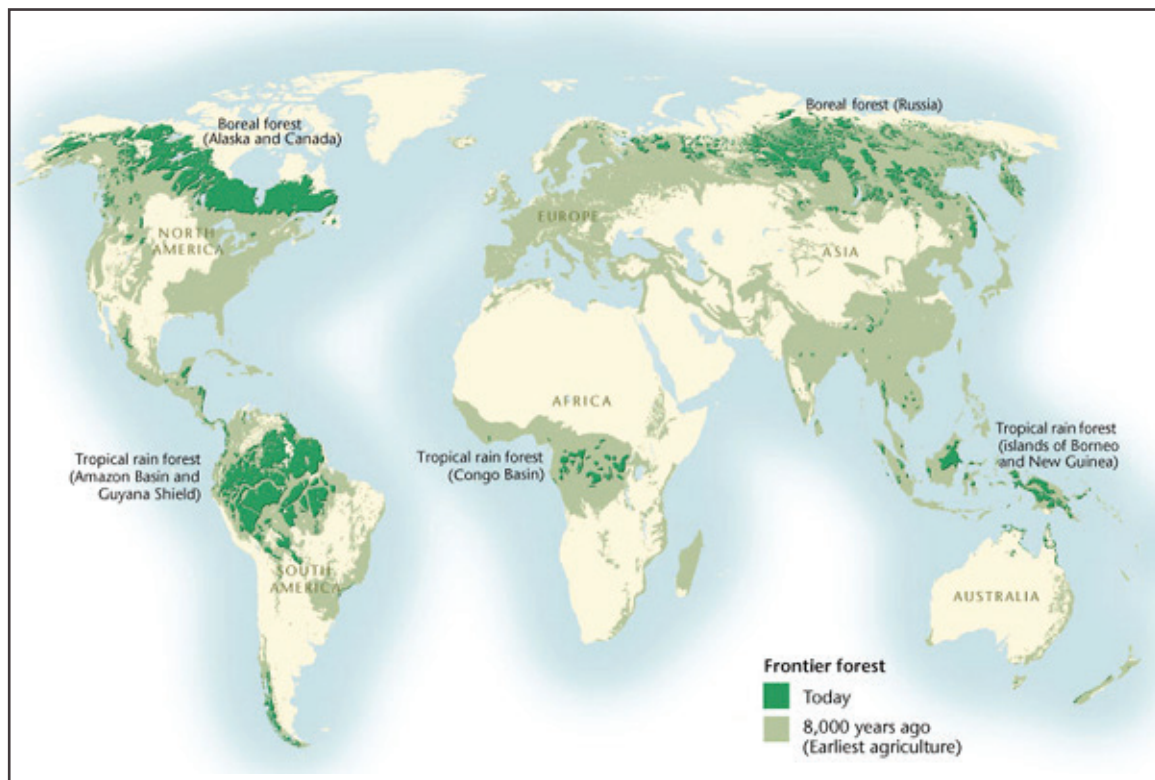 Boreal forest
(Alaska and Canada)
Boreal forest (Russia)
NORTH
AMERICA
EUROPE
ASIA
AFRICA
Tropical rain forest
(Amazon Basin and
Guyana Shield)
Tropical rain forest
(Congo Basin)
Tropical rain forest
(islands of Borneo
and New Guinea)
SOUTH
AMERICA
AUSTRALIA
Frontier forest
Today
8,000 years ago
(Earliest agriculture)